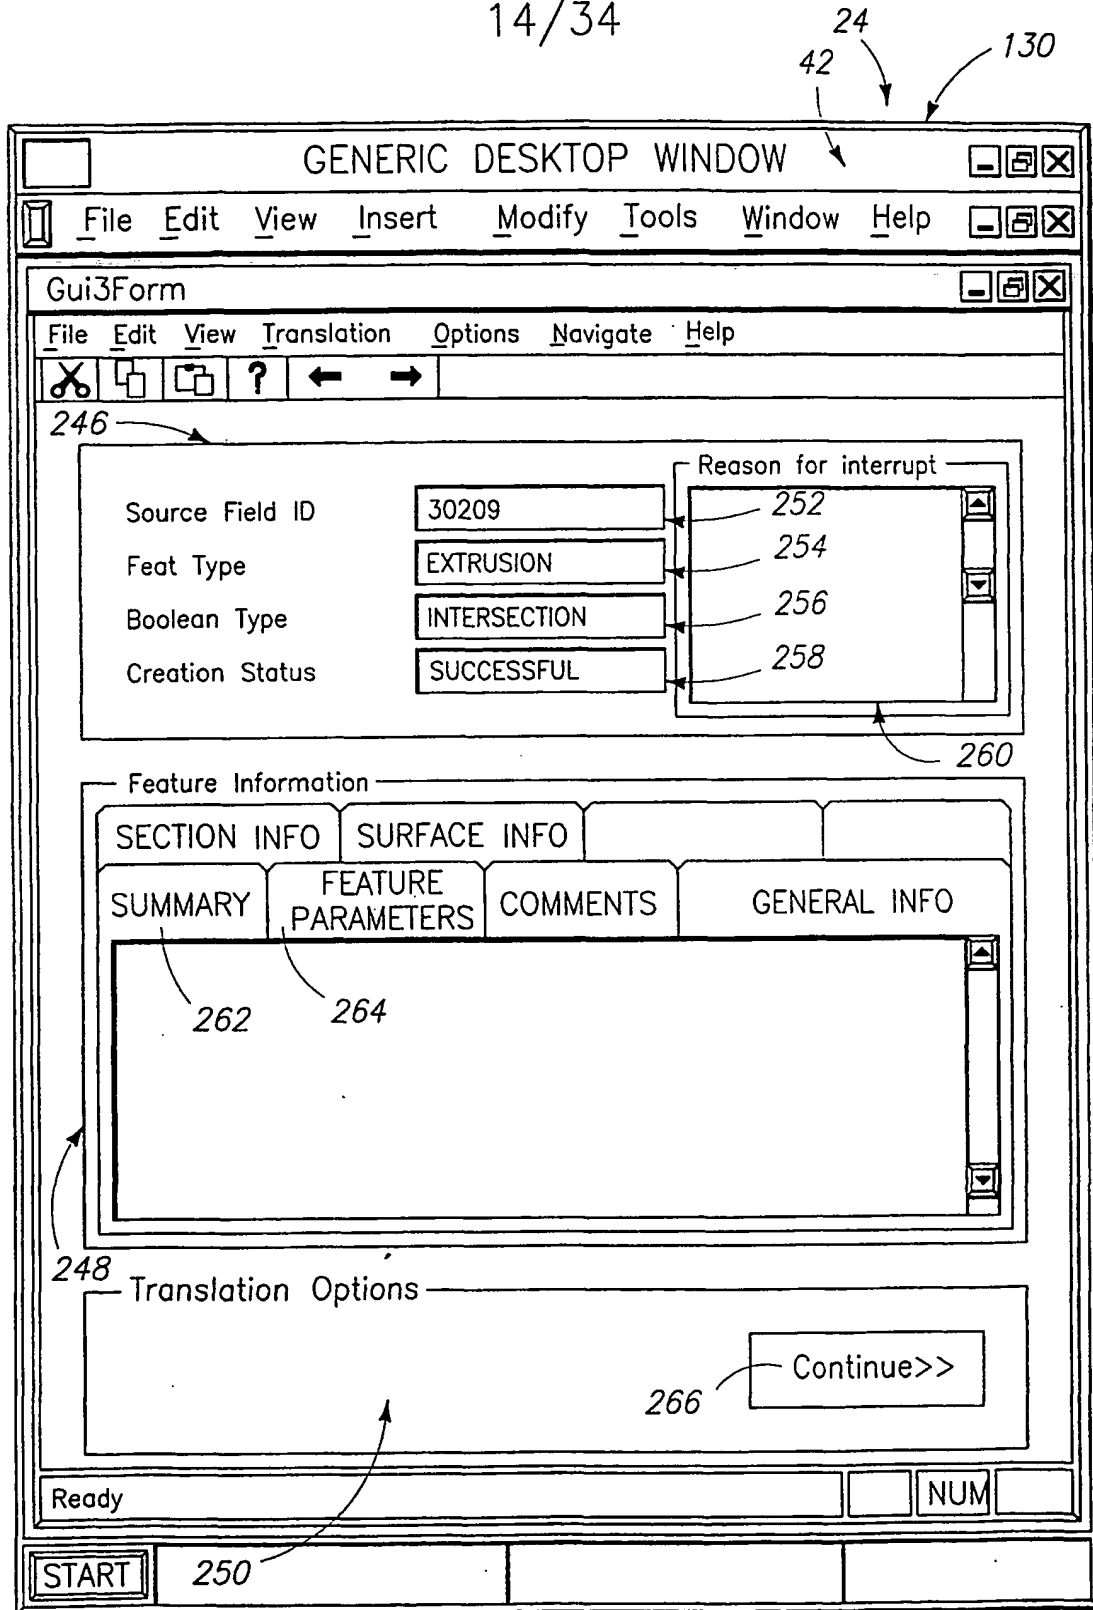 14/34
24
42
130
GENERIC DESKTOP WINDOW
File Edit View Insert Modify Tools Window Help
Gui3Form
File Edit View Translation Options Navigate Help
?
246
Reason for interrupt
Source Field ID 30209 252
Feat Type EXTRUSION 254
Boolean Type INTERSECTION 256
Creation Status SUCCESSFUL 258
260
Feature Information
SECTION INFO SURFACE INFO
SUMMARY FEATURE PARAMETERS COMMENTS GENERAL INFO
262 264
248
Translation Options
Continue>>
266
Ready NUM
START 250